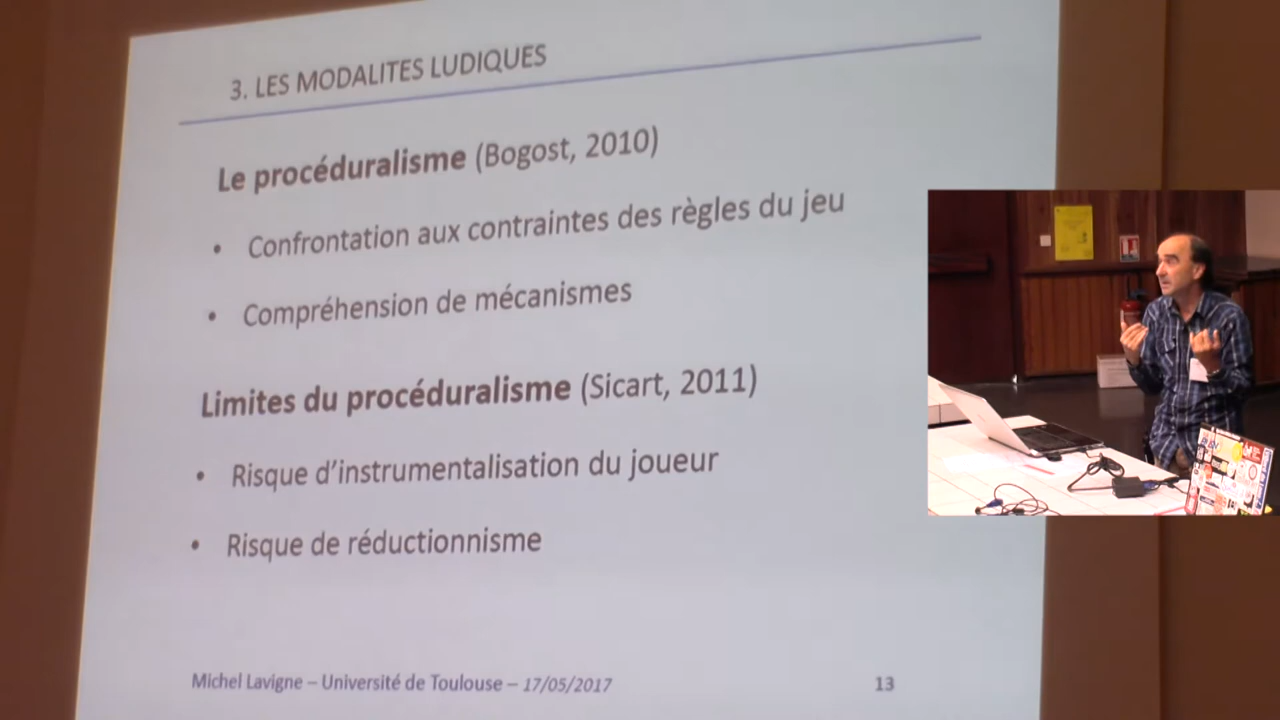 3. LES MODALITES LUDIQUES
Le procéduralisme (Bogost, 2010)
• Confrontation aux contraintes des règles du jeu
• Compréhension de mécanismes
Limites du procéduralisme (Sicart, 2011)
• Risque d'instrumentalisation du joueur
• Risque de réductionnisme
Michel Lavigne – Université de Toulouse – 17/05/2017
13